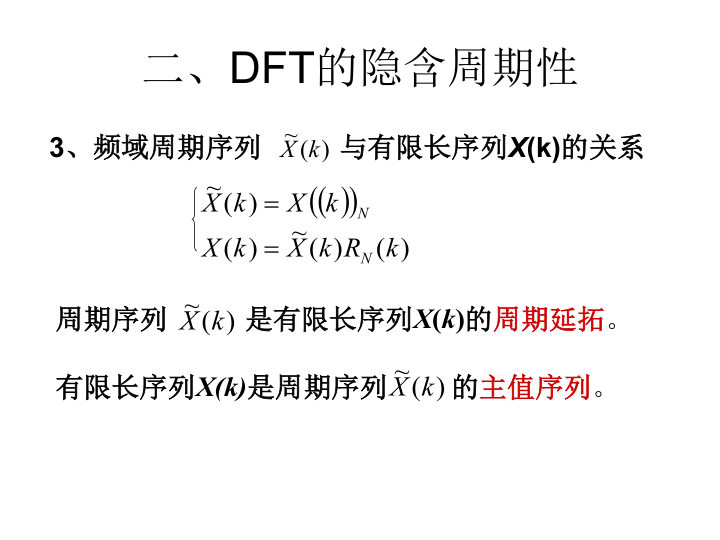 二、DFT的隐含周期性
3、频域周期序列 X̃(k) 与有限长序列X(k)的关系
X̃(k) = X((k))_N
X(k) = X̃(k)R_N(k)
周期序列 X̃(k) 是有限长序列X(k)的周期延拓。
有限长序列X(k)是周期序列X̃(k) 的主值序列。